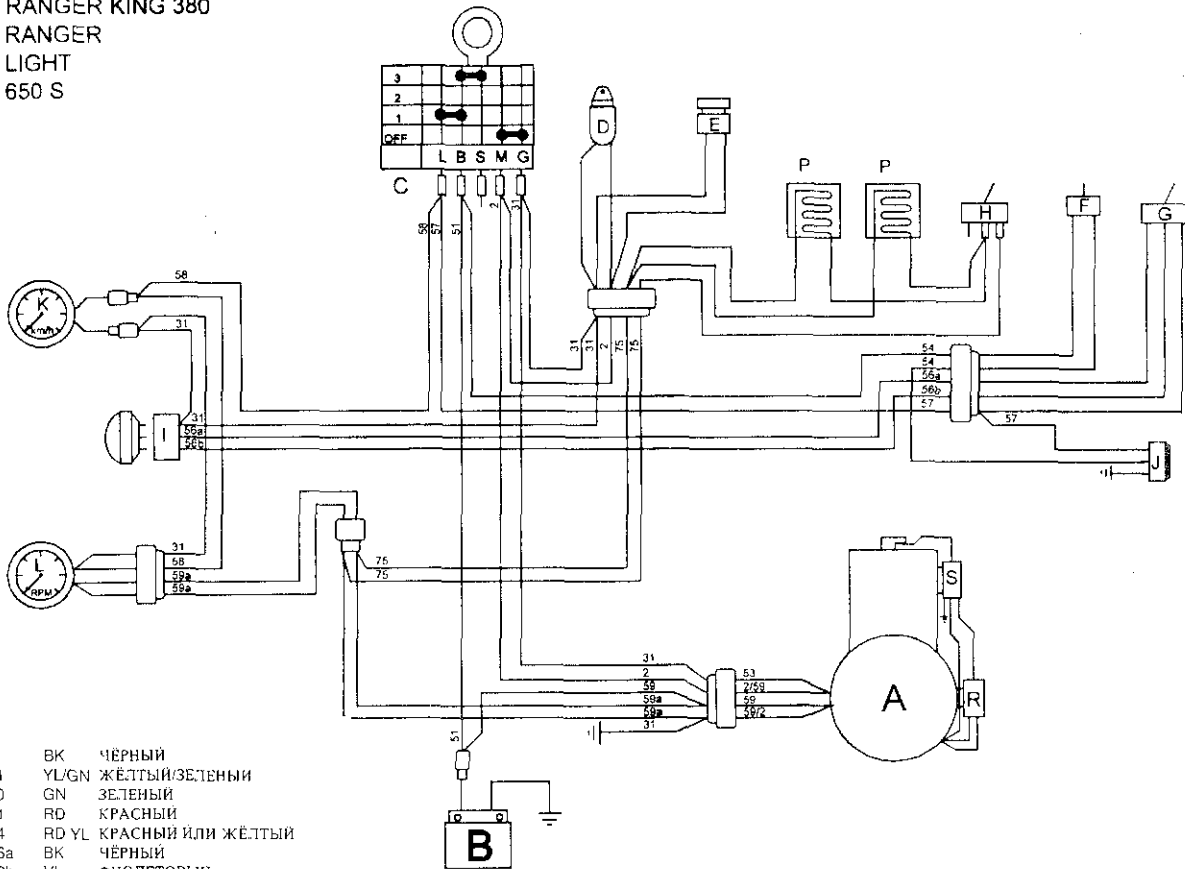 RANGER KING 380
RANGER
LIGHT
650 S
3
2
1
OFF
L B S M G
C
D
E
P P
H
F
G
58 57 51 2 31
K
km/h
58
31
31 31 2 75 75
54
54
56a
56b
57
57
J
I
31
56a
56b
L
RPM
31
58
59a
59a
75
75
S
A
R
31
2
59
59a
59a
31
53
2/59
59
59/2
51
B
BK ЧЁРНЫЙ
YL/GN ЖЁЛТЫЙ/ЗЕЛЕНЫЙ
GN ЗЕЛЕНЫЙ
RD КРАСНЫЙ
4 RD YL КРАСНЫЙ ИЛИ ЖЁЛТЫЙ
6a BK ЧЁРНЫЙ